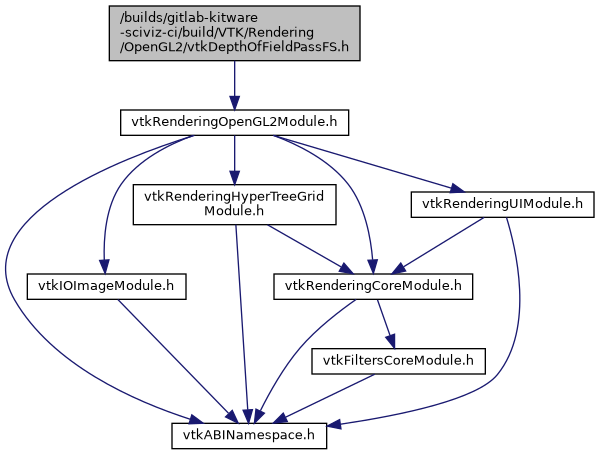 /builds/gitlab-kitware
-sciviz-ci/build/VTK/Rendering
/OpenGL2/vtkDepthOfFieldPassFS.h
vtkRenderingOpenGL2Module.h
vtkRenderingHyperTreeGrid
Module.h
vtkRenderingUIModule.h
vtkIOImageModule.h
vtkRenderingCoreModule.h
vtkFiltersCoreModule.h
vtkABINamespace.h